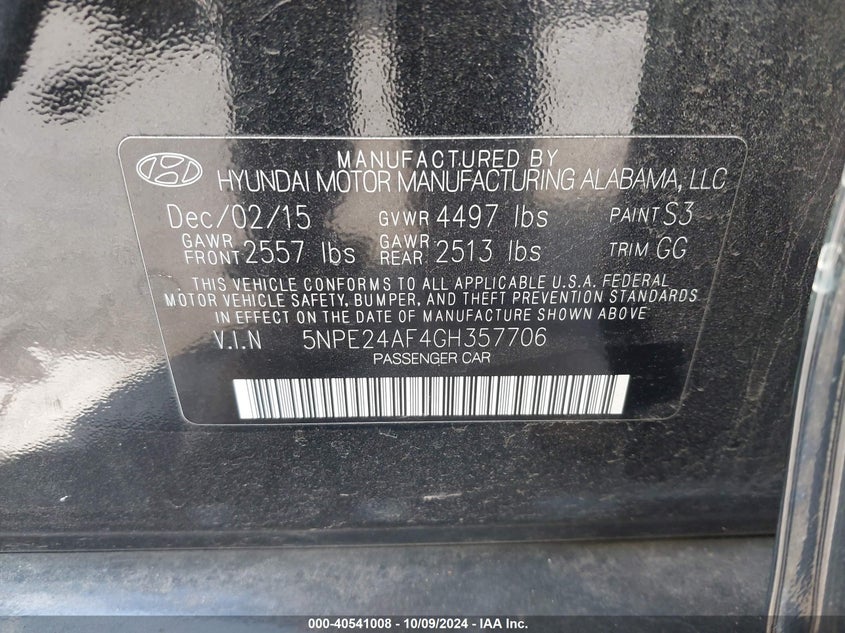 MANUFACTURED BY
HYUNDAI MOTOR MANUFACTURING ALABAMA, LLC
Dec/02/15 GVWR 4497 lbs PAINT S3
GAWR FRONT 2557 lbs GAWR REAR 2513 lbs TRIM GG
THIS VEHICLE CONFORMS TO ALL APPLICABLE U.S.A. FEDERAL
MOTOR VEHICLE SAFETY, BUMPER, AND THEFT PREVENTION STANDARDS
IN EFFECT ON THE DATE OF MANUFACTURE SHOWN ABOVE.
V.I.N 5NPE24AF4GH357706
PASSENGER CAR
000-40541008 - 10/09/2024 - IAA Inc.